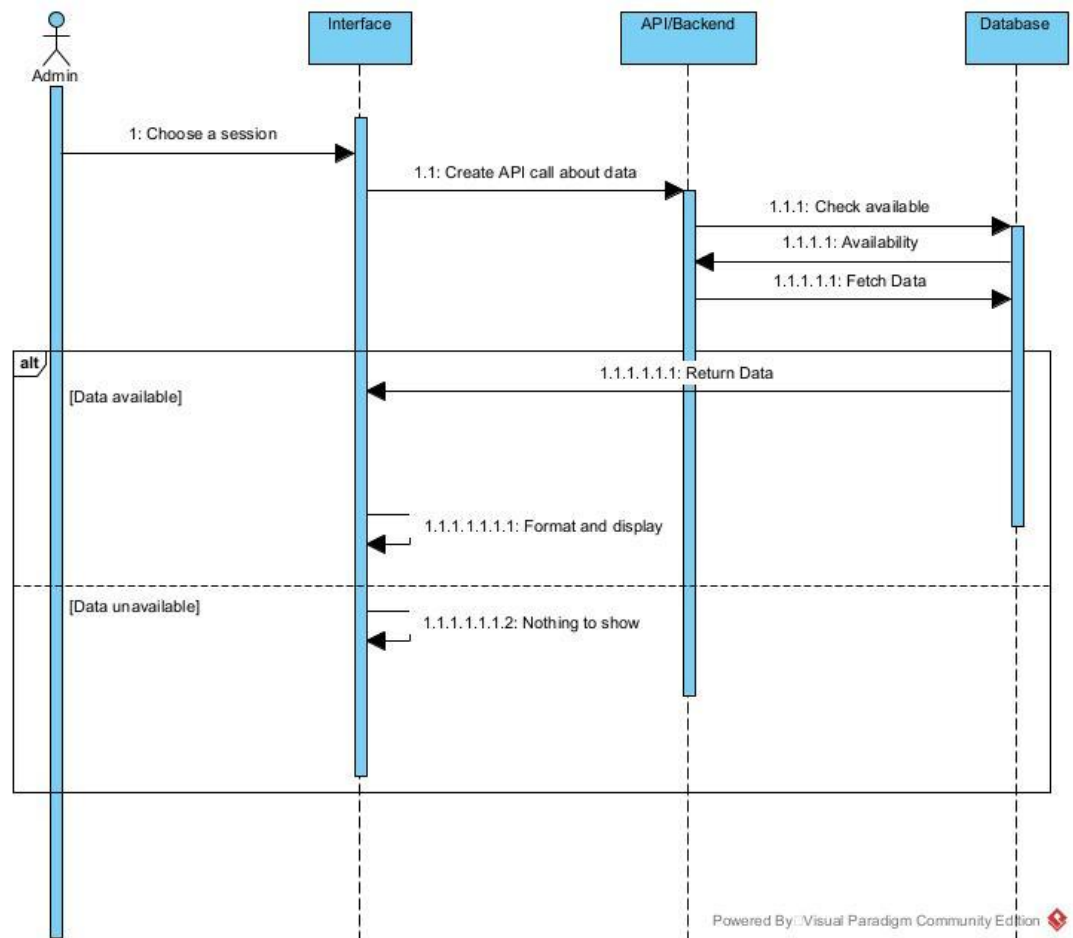 Interface
API/Backend
Database
Admin
1: Choose a session
1.1: Create API call about data
1.1.1: Check available
1.1.1.1: Availability
1.1.1.1.1: Fetch Data
alt
1.1.1.1.1.1: Return Data
[Data available]
1.1.1.1.1.1.1: Format and display
[Data unavailable]
1.1.1.1.1.1.2: Nothing to show
Powered By Visual Paradigm Community Edition